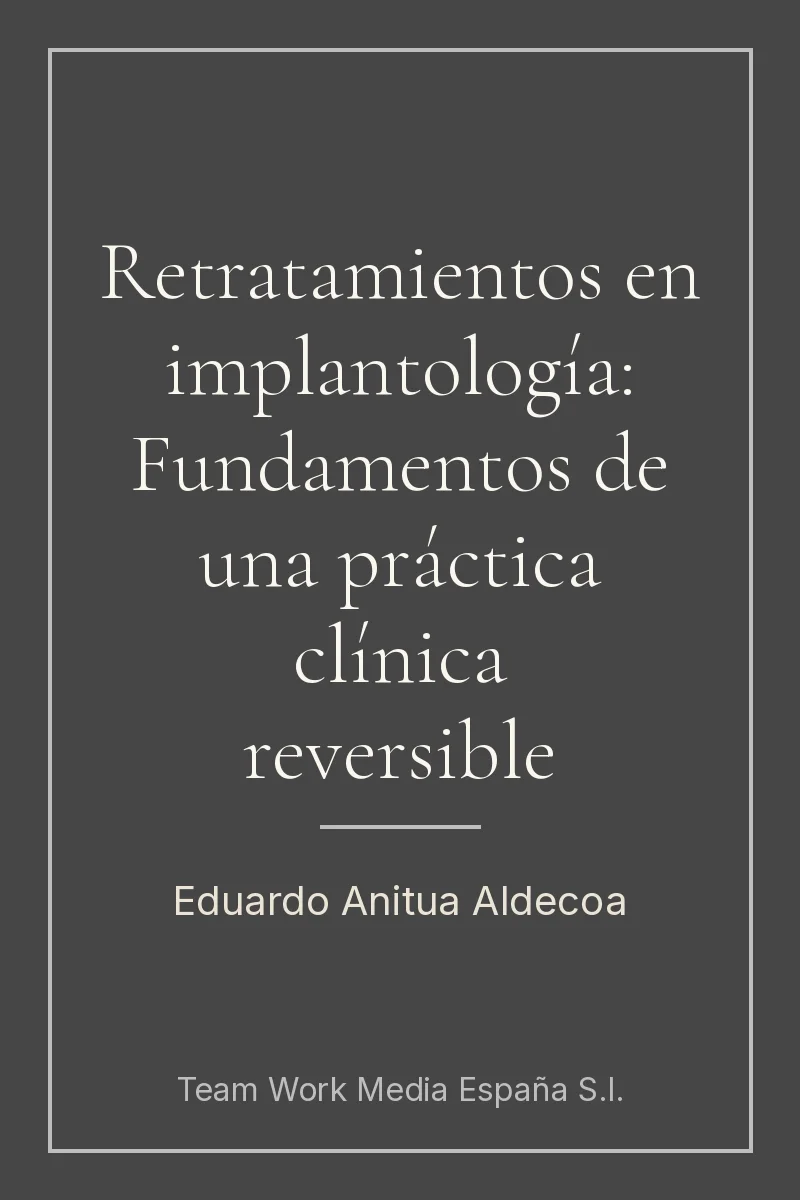 Retratamientos en
implantología:
Fundamentos de
una práctica
clínica
reversible
Eduardo Anitua Aldecoa
Team Work Media España S.l.